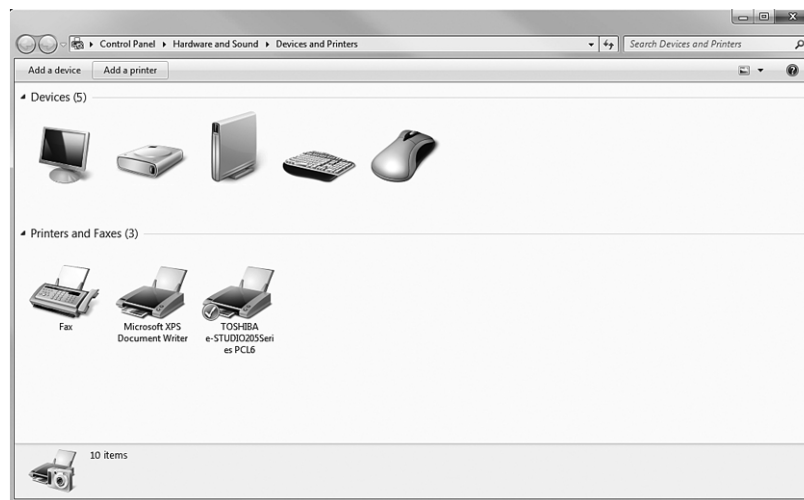 Control Panel Hardware and Sound Devices and Printers
Search Devices and Printers
Add a device
Add a printer
Devices (5)
Printers and Faxes (3)
Fax
Microsoft XPS
Document Writer
TOSHIBA
e-STUDIO205Seri
es PCL6
10 items